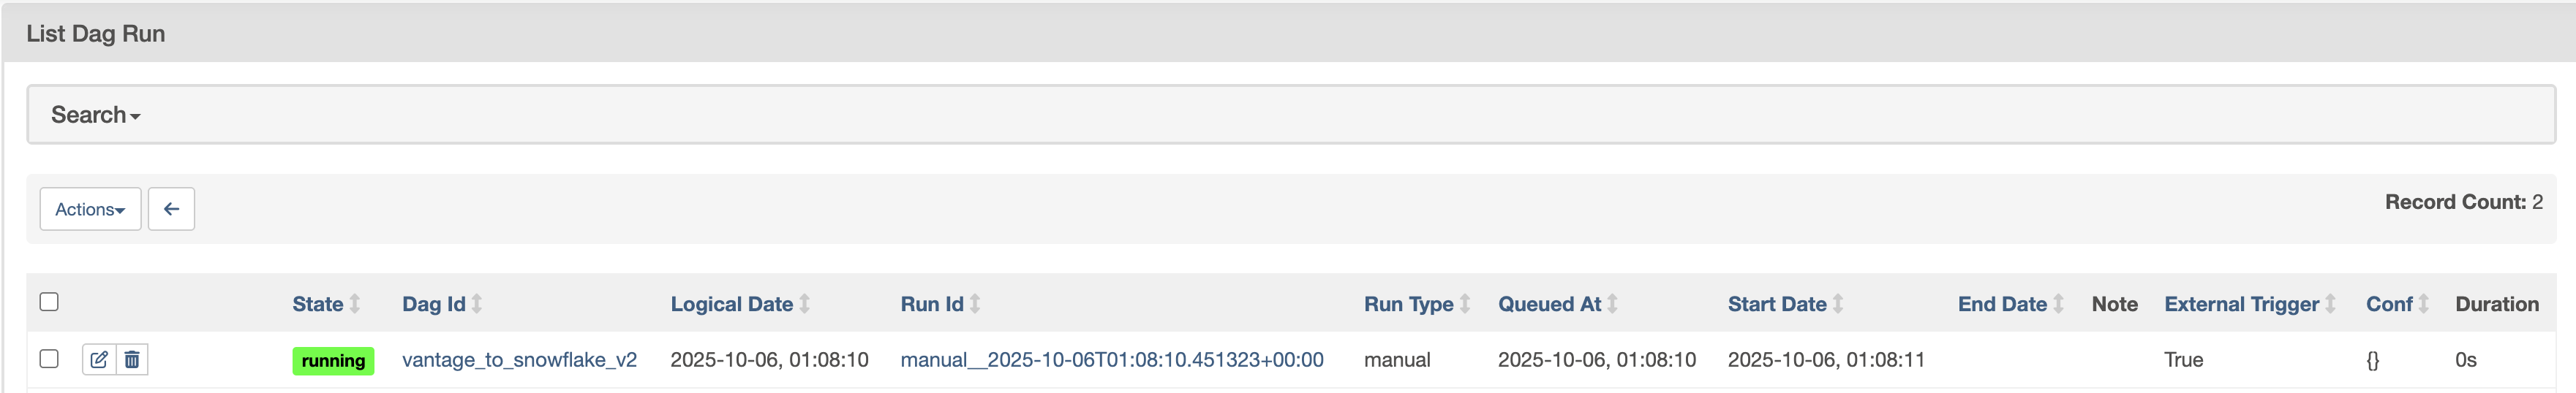 List Dag Run
Search
Actions
Record Count: 2
State Dag Id Logical Date Run Id Run Type Queued At Start Date End Date Note External Trigger Conf Duration
running vantage_to_snowflake_v2 2025-10-06, 01:08:10 manual__2025-10-06T01:08:10.451323+00:00 manual 2025-10-06, 01:08:10 2025-10-06, 01:08:11 True {} 0s